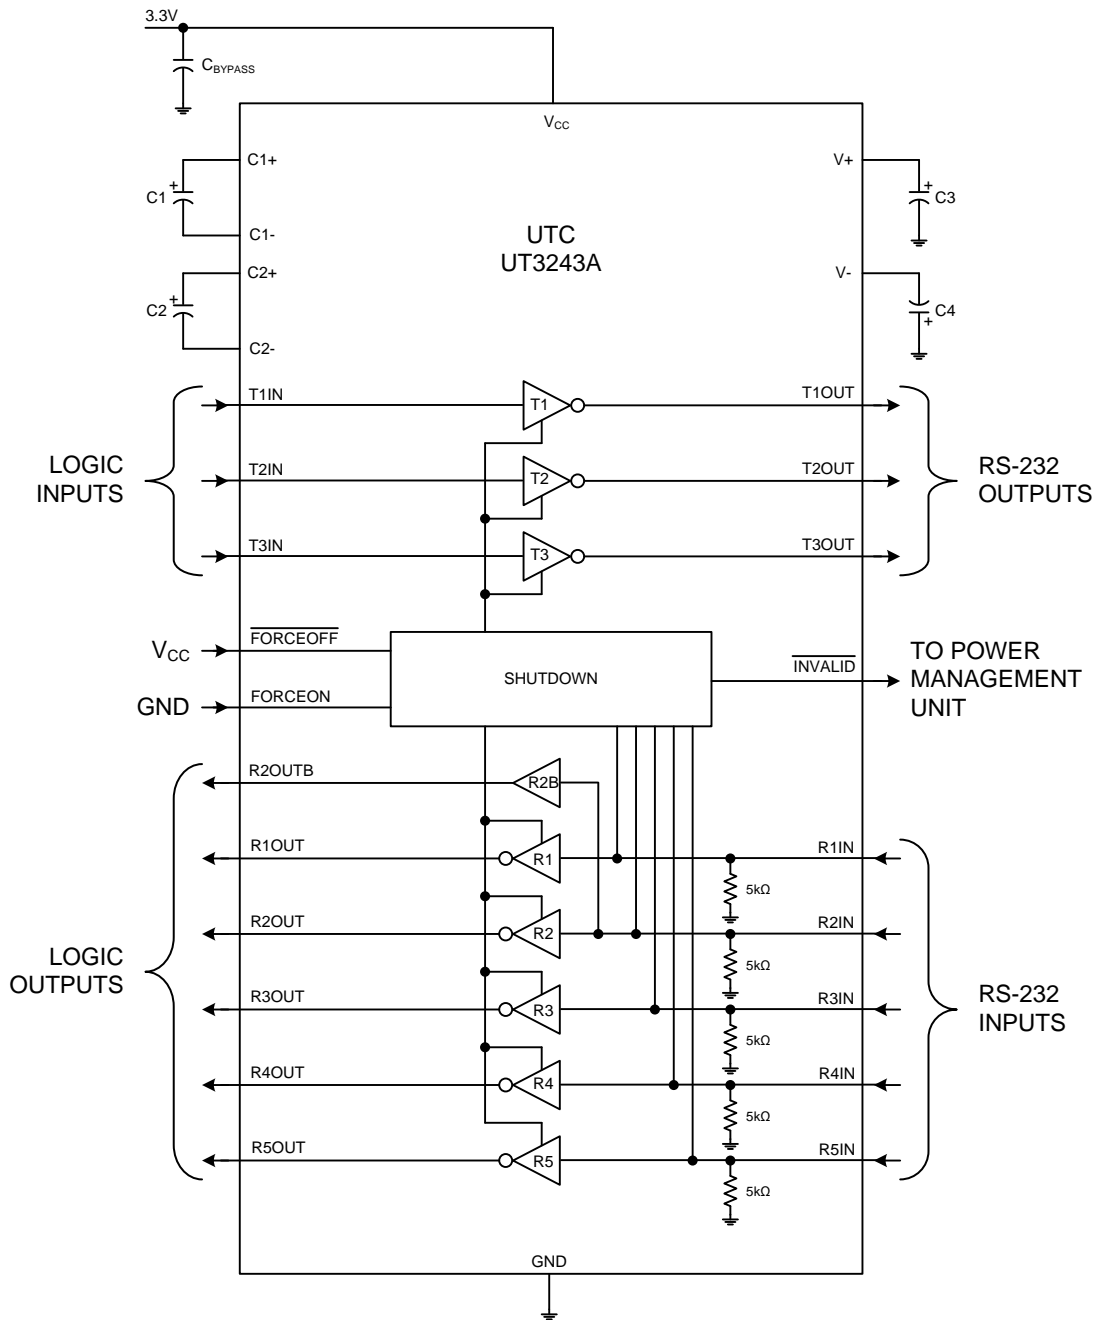 3.3V
CBYPASS
VCC
C1+
V+
C1
C3
C1-
UTC
UT3243A
C2+
V-
C2
C4
C2-
T1IN
T1
T1OUT
LOGIC
INPUTS
T2IN
T2
T2OUT
RS-232
OUTPUTS
T3IN
T3
T3OUT
VCC
FORCEOFF
SHUTDOWN
INVALID
TO POWER
MANAGEMENT
UNIT
GND
FORCEON
R2OUTB
R2B
R1OUT
R1
R1IN
5kΩ
R2OUT
R2
R2IN
5kΩ
LOGIC
OUTPUTS
R3OUT
R3
R3IN
5kΩ
RS-232
INPUTS
R4OUT
R4
R4IN
5kΩ
R5OUT
R5
R5IN
5kΩ
GND